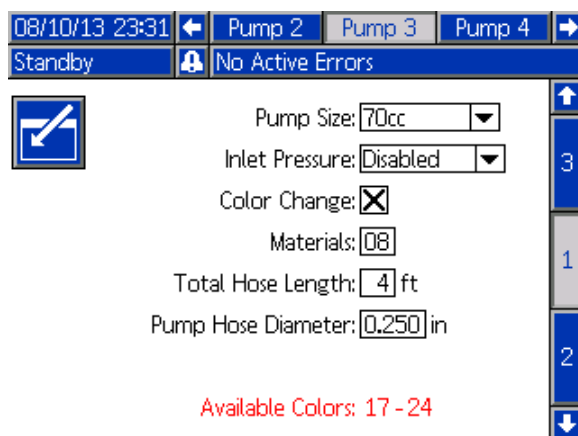 08/10/13 23:31 Pump 2 Pump 3 Pump 4
Standby No Active Errors
Pump Size: 70cc
Inlet Pressure: Disabled
3
Color Change:
Materials: 08
1
Total Hose Length: 4 ft
Pump Hose Diameter: 0.250 in
2
Available Colors: 17 - 24